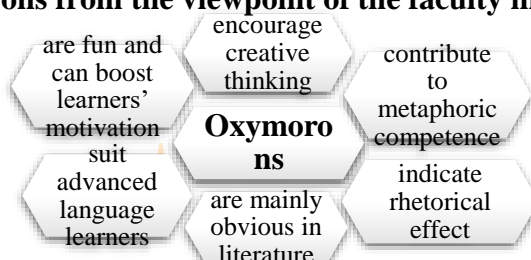 ons from the viewpoint of the faculty
encourage
creative
thinking
are fun and
can boost
learners'
motivation
contribute
to
metaphoric
competence
Oxymoro
ns
suit
advanced
language
learners
indicate
rhetorical
effect
are mainly
obvious in
literature